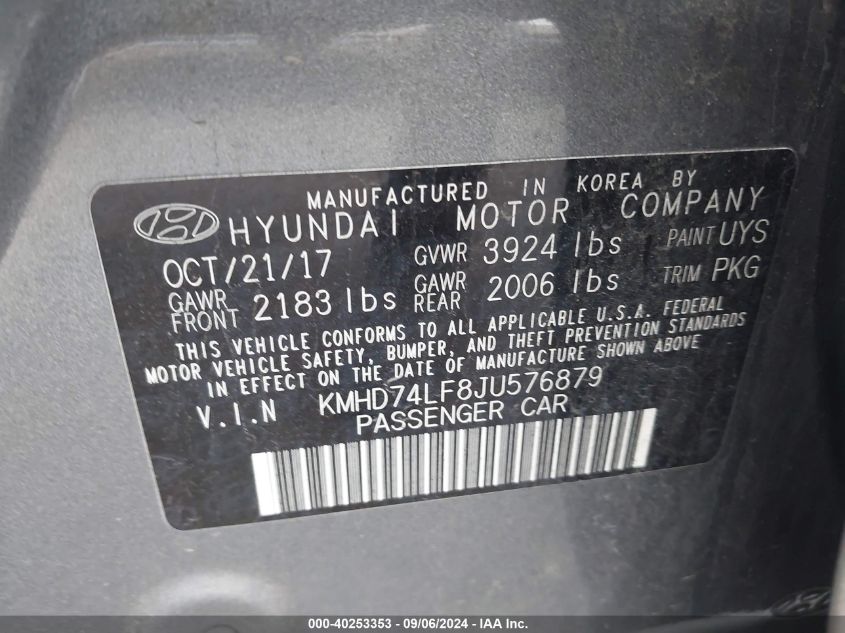 MANUFACTURED IN KOREA BY
HYUNDAI MOTOR COMPANY
OCT/21/17 GVWR 3924 lbs PAINT UYS
GAWR FRONT 2183 lbs GAWR REAR 2006 lbs TRIM PKG
THIS VEHICLE CONFORMS TO ALL APPLICABLE U.S.A. FEDERAL
MOTOR VEHICLE SAFETY, BUMPER, AND THEFT PREVENTION STANDARDS
IN EFFECT ON THE DATE OF MANUFACTURE SHOWN ABOVE
V.I.N KMHD74LF8JU576879
PASSENGER CAR
000-40253353 - 09/06/2024 - IAA Inc.